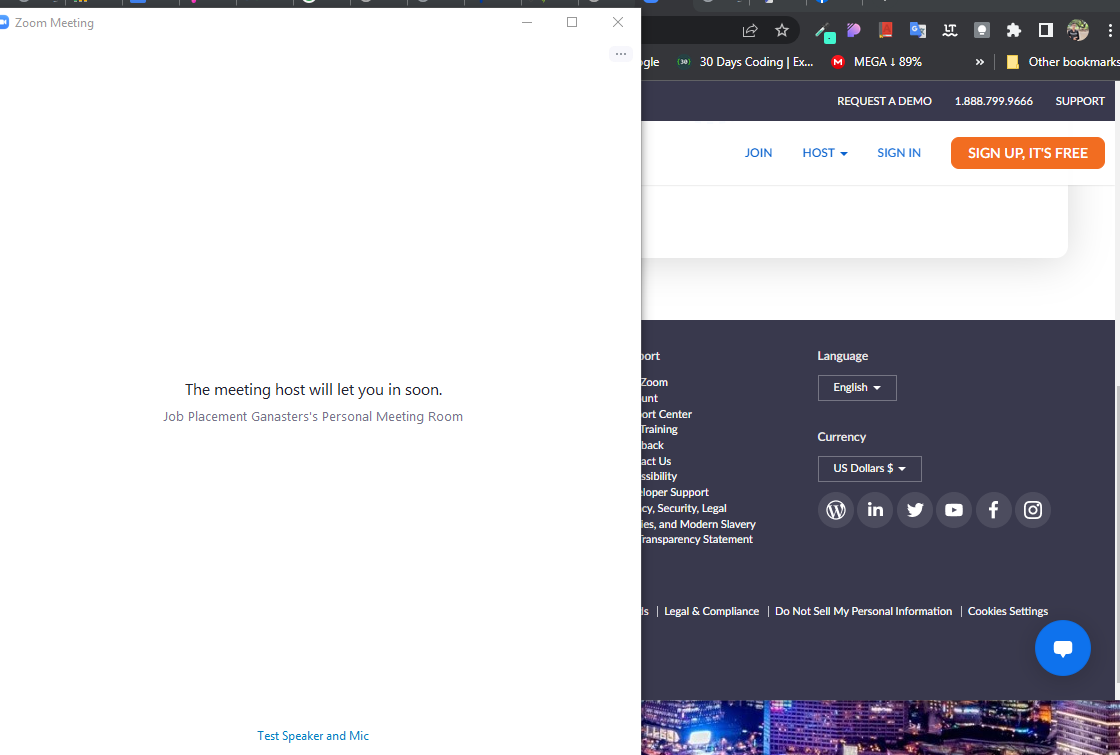 Zoom Meeting
...
The meeting host will let you in soon.
Job Placement Ganasters's Personal Meeting Room
Test Speaker and Mic
gle
30 Days Coding | Ex...
MEGA ↓ 89%
»
Other bookmarks
REQUEST A DEMO
1.888.799.9666
SUPPORT
JOIN
HOST
SIGN IN
SIGN UP, IT'S FREE
port
Zoom
unt
ort Center
Training
back
act Us
ssibility
eloper Support
cy, Security, Legal
ies, and Modern Slavery
Transparency Statement
Language
English
Currency
US Dollars $
in
ls | Legal & Compliance | Do Not Sell My Personal Information | Cookies Settings